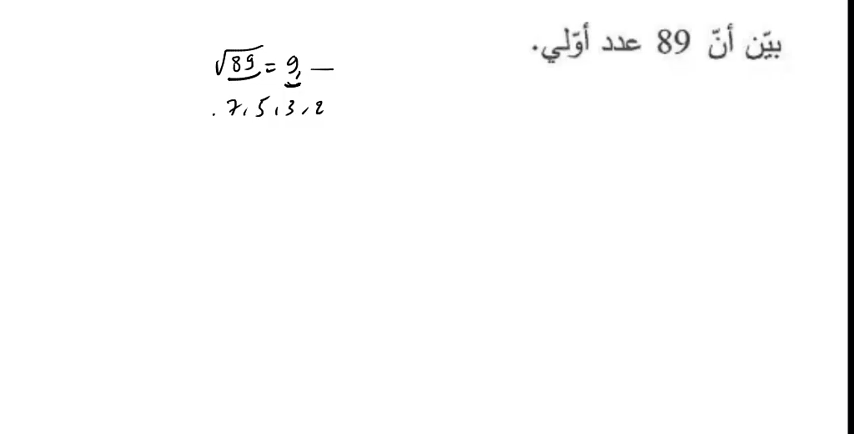 بيّن أنّ 89 عدد أوّلي.
√89 = 9, —
. 7، 5، 3، 2